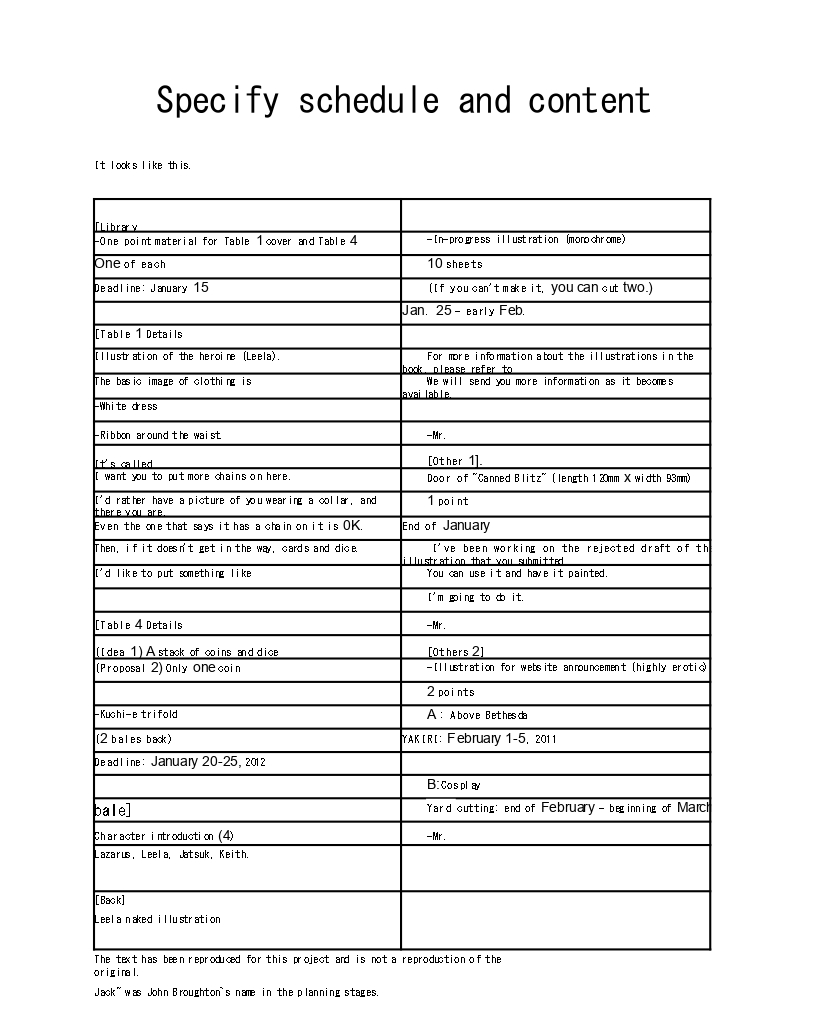 Specify schedule and content
It looks like this.
[Library
-One point material for Table 1 cover and Table 4
-In-progress illustration (monochrome)
One of each
10 sheets
Deadline: January 15
(If you can't make it, you can cut two.)
Jan. 25 - early Feb.
[Table 1 Details
Illustration of the heroine (Leela).
For more information about the illustrations in the
book, please refer to
The basic image of clothing is
We will send you more information as it becomes
available.
-White dress
-Ribbon around the waist
-Mr.
It's called
[Other 1].
I want you to put more chains on here.
Door of "Canned Blitz" (length 120mm X width 93mm)
I'd rather have a picture of you wearing a collar, and
there you are.
1 point
Even the one that says it has a chain on it is OK.
End of January
Then, if it doesn't get in the way, cards and dice.
I've been working on the rejected draft of th
illustration that you submitted
I'd like to put something like
You can use it and have it painted.
I'm going to do it.
[Table 4 Details
-Mr.
(Idea 1) A stack of coins and dice
[Others 2]
(Proposal 2) Only one coin
-Illustration for website announcement (highly erotic)
2 points
-Kuchi-e trifold
A : Above Bethesda
(2 bales back)
YAKIRI: February 1-5, 2011
Deadline: January 20-25, 2012
B:Cosplay
bale]
Yard cutting: end of February - beginning of March
Character introduction (4)
-Mr.
Lazarus, Leela, Jatsuk, Keith.
[Back]
Leela naked illustration
The text has been reproduced for this project and is not a reproduction of the
original.
Jack" was John Broughton's name in the planning stages.